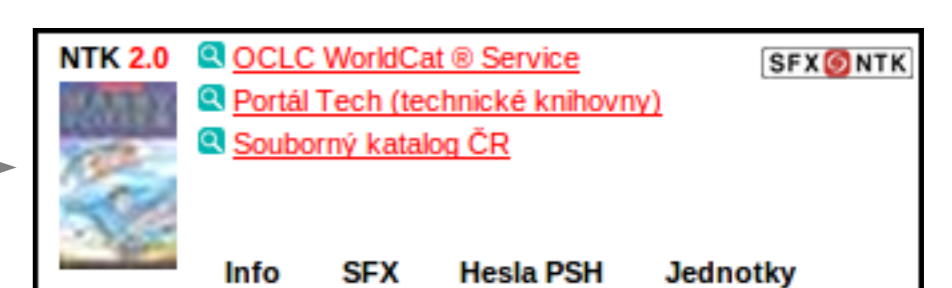 NTK 2.0
OCLC WorldCat ® Service
SFX NTK
Portál Tech (technické knihovny)
Souborný katalog ČR
Info SFX Hesla PSH Jednotky